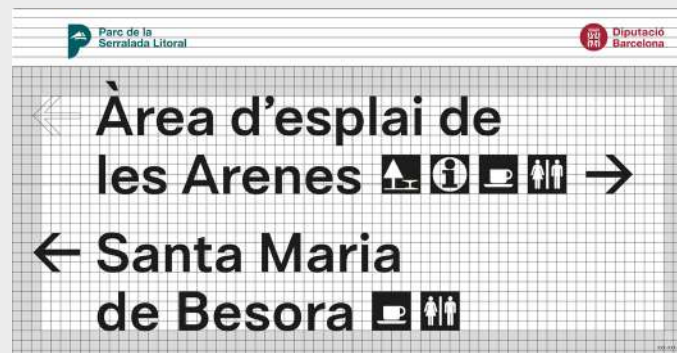 Parc de la
Serralada Litoral
Diputació
Barcelona
Àrea d'esplai de
les Arenes
Santa Maria
de Besora